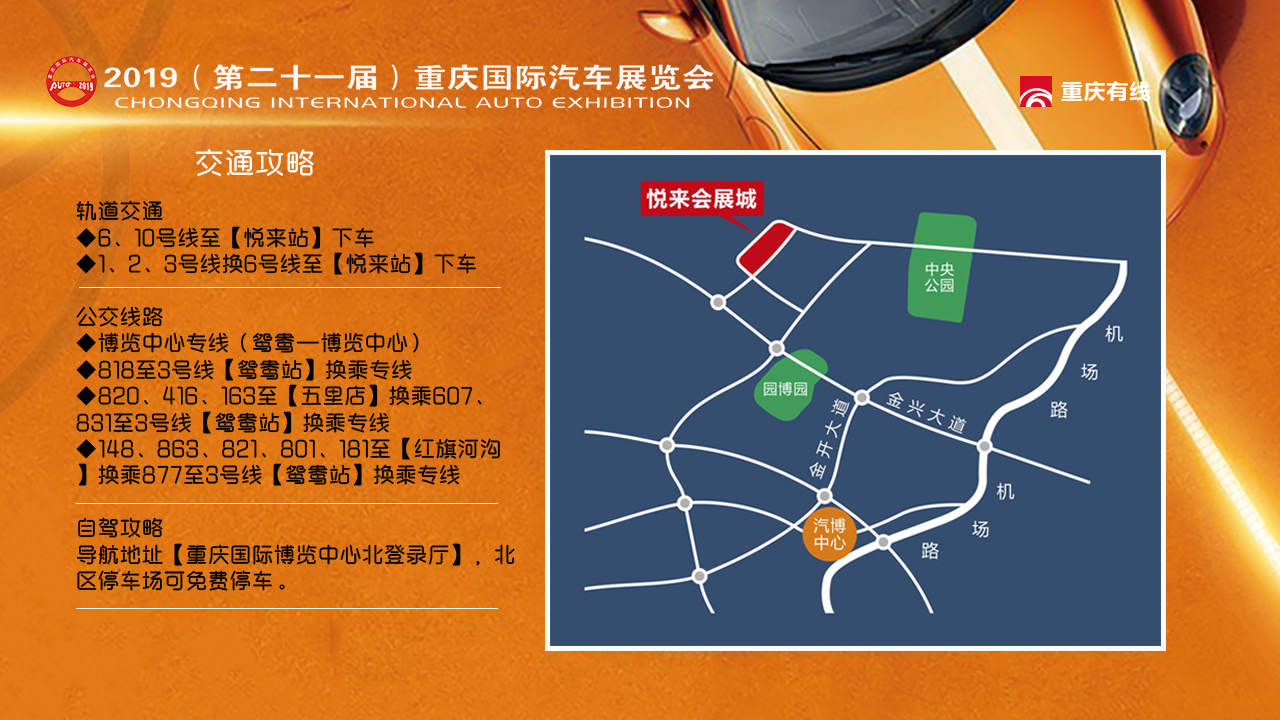 2019（第二十一届）重庆国际汽车展览会
CHONGQING INTERNATIONAL AUTO EXHIBITION
重庆国际汽车展览会
AUTO 2019
重庆有线
交通攻略
轨道交通
◆6、10号线至【悦来站】下车
◆1、2、3号线换6号线至【悦来站】下车
公交线路
◆博览中心专线（鸳鸯—博览中心）
◆818至3号线【鸳鸯站】换乘专线
◆820、416、163至【五里店】换乘607、
831至3号线【鸳鸯站】换乘专线
◆148、863、821、801、181至【红旗河沟
】换乘877至3号线【鸳鸯站】换乘专线
自驾攻略
导航地址【重庆国际博览中心北登录厅】，北
区停车场可免费停车。
悦来会展城
中央
公园
机场路
园博园
金兴大道
金开大道
机场路
汽博
中心